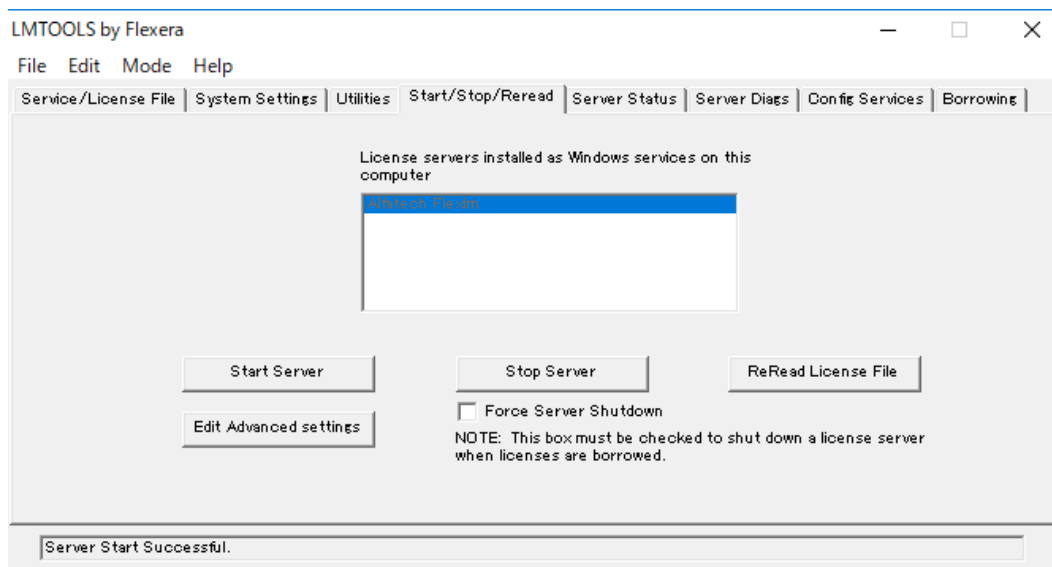 LMTOOLS by Flexera
File Edit Mode Help
Service/License File System Settings Utilities Start/Stop/Reread Server Status Server Diags Config Services Borrowing
License servers installed as Windows services on this
computer
Alfatech Flexlm
Start Server Stop Server ReRead License File
Edit Advanced settings
Force Server Shutdown
NOTE: This box must be checked to shut down a license server
when licenses are borrowed.
Server Start Successful.